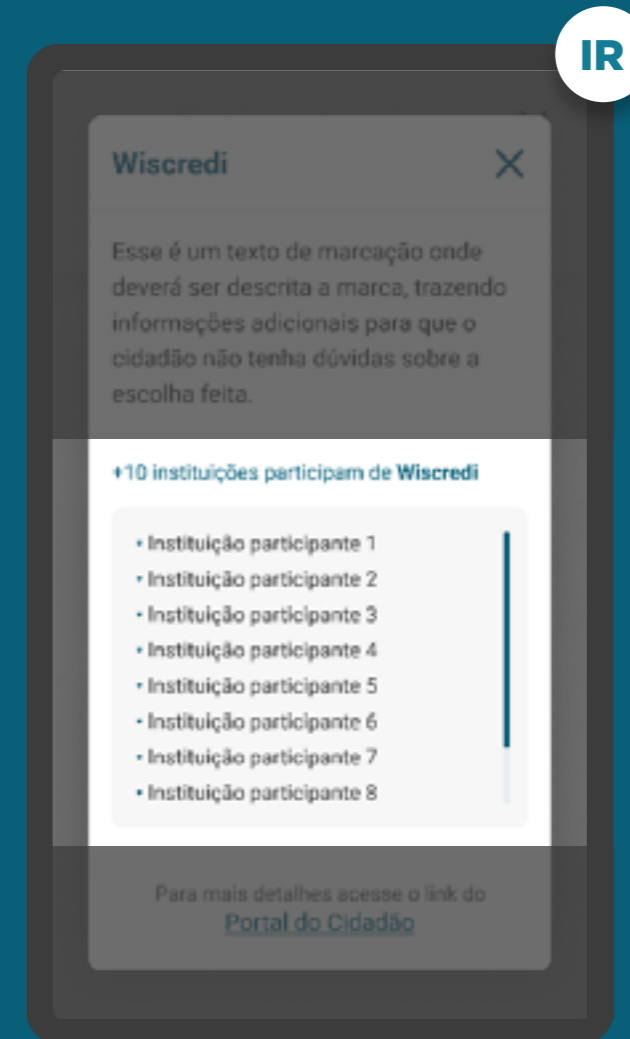 IR
Wiscredi
Esse é um texto de marcação onde
deverá ser descrita a marca, trazendo
informações adicionais para que o
cidadão não tenha dúvidas sobre a
escolha feita.
+10 instituições participam de Wiscredi
• Instituição participante 1
• Instituição participante 2
• Instituição participante 3
• Instituição participante 4
• Instituição participante 5
• Instituição participante 6
• Instituição participante 7
• Instituição participante 8
Para mais detalhes acesse o link do
Portal do Cidadão